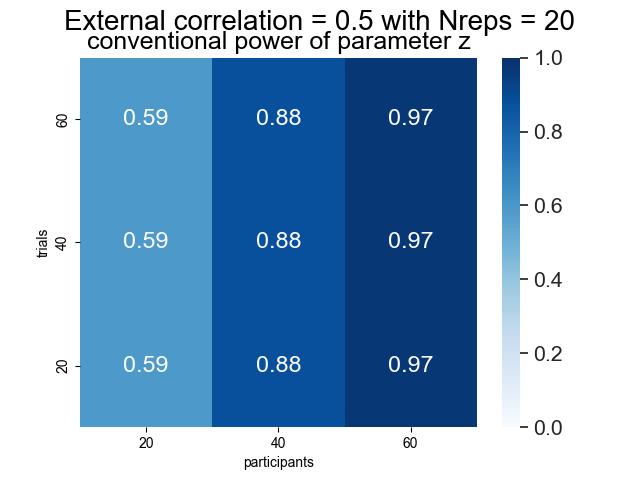 External correlation = 0.5 with Nreps = 20
conventional power of parameter z
trials
60
40
20
0.59 0.88 0.97
0.59 0.88 0.97
0.59 0.88 0.97
20 40 60
participants
1.0
0.8
0.6
0.4
0.2
0.0